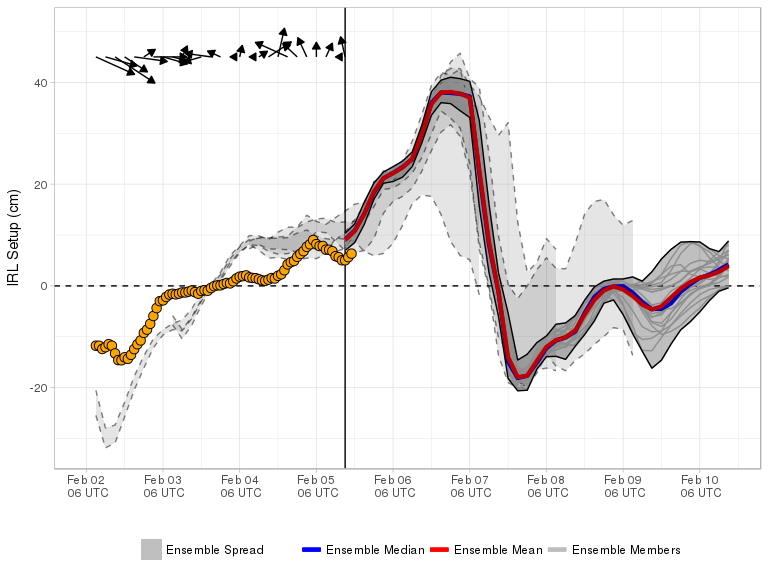 IRL Setup (cm)
40
20
0
-20
Feb 02 Feb 03 Feb 04 Feb 05 Feb 06 Feb 07 Feb 08 Feb 09 Feb 10
06 UTC 06 UTC 06 UTC 06 UTC 06 UTC 06 UTC 06 UTC 06 UTC 06 UTC
Ensemble Spread Ensemble Median Ensemble Mean Ensemble Members